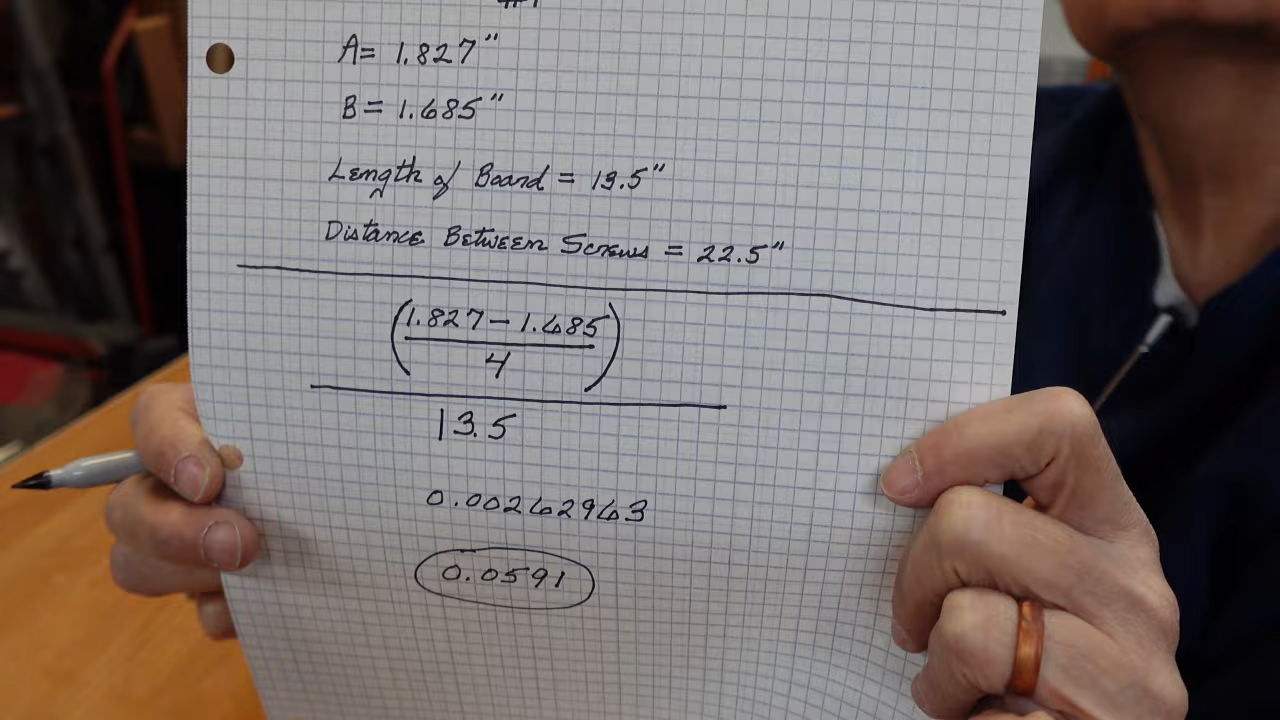 #1
A= 1.827"
B= 1.685"
Length of Board = 13.5"
Distance Between Screws = 22.5"
(1.827-1.685
4)
13.5
0.00262963
0.0591